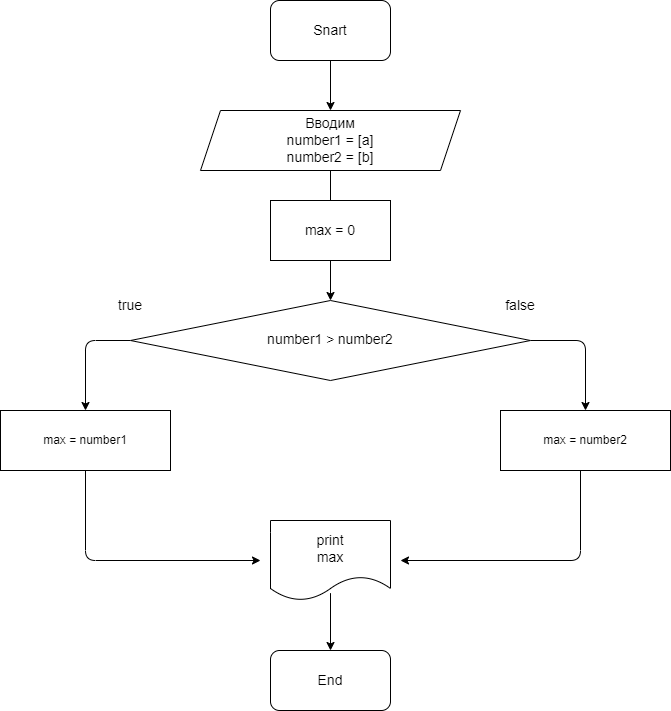 Snart
Вводим
number1 = [a]
number2 = [b]
max = 0
true
false
number1 > number2
max = number1
max = number2
print
max
End